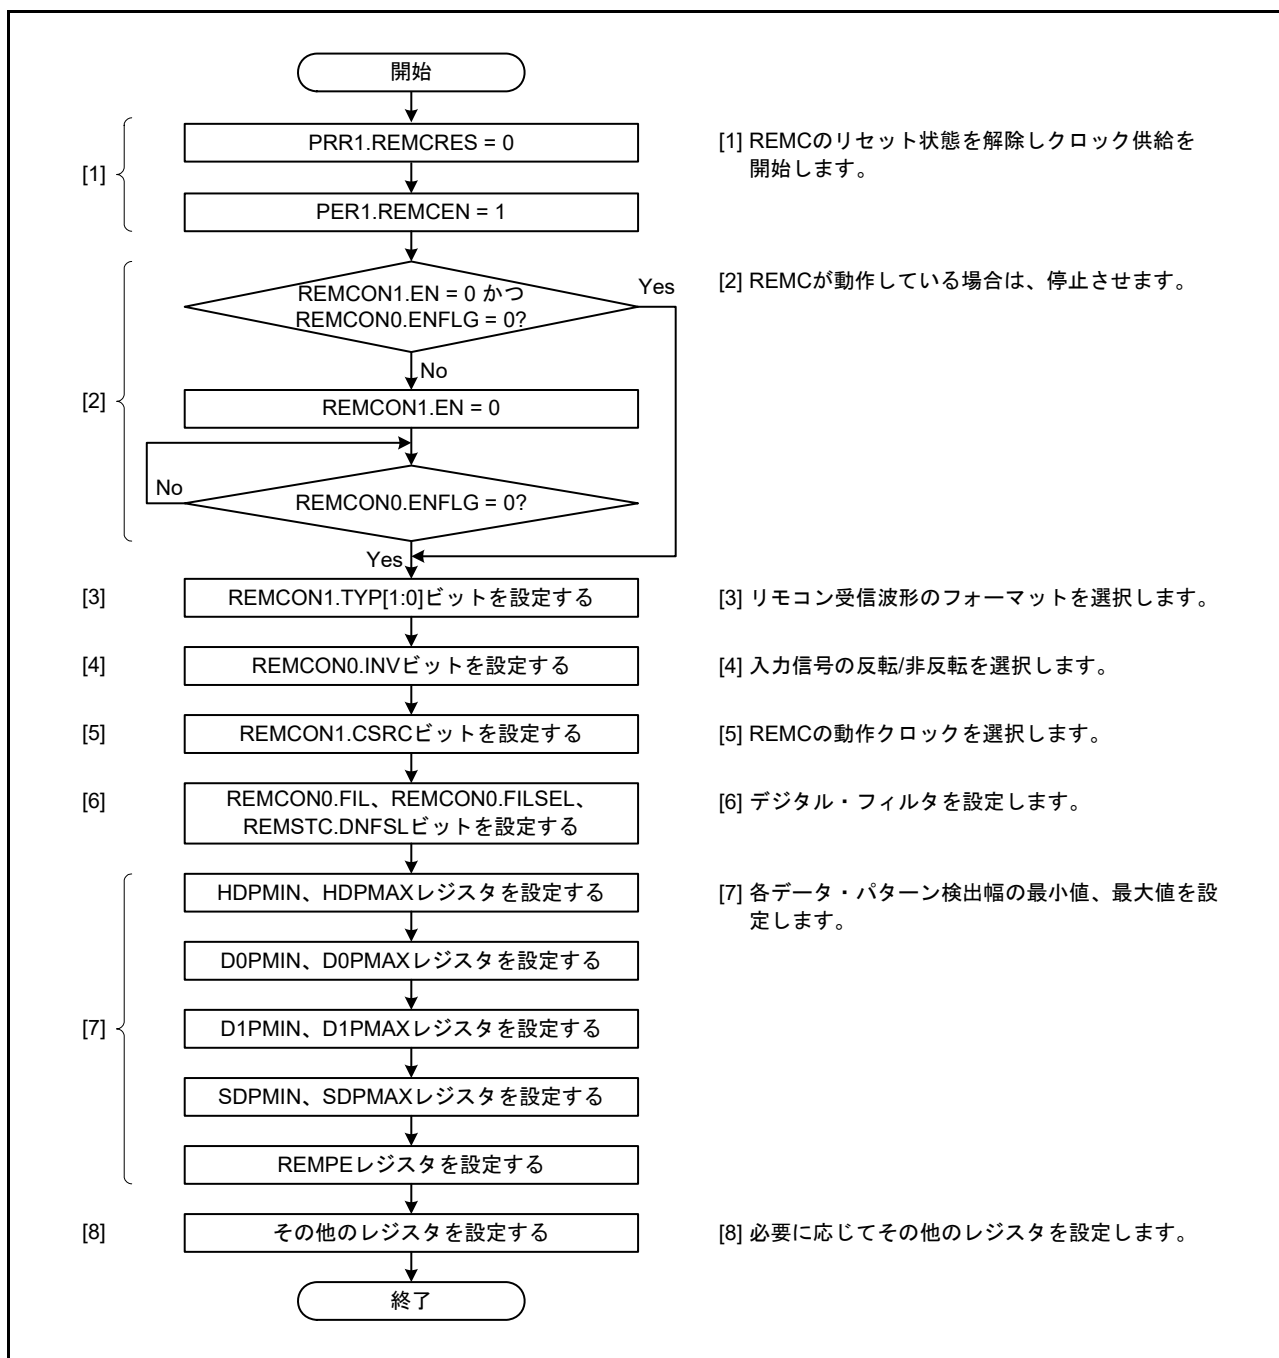 開始
[1]
PRR1.REMCRES = 0
PER1.REMCEN = 1
[1] REMCのリセット状態を解除しクロック供給を
開始します。
[2]
REMCON1.EN = 0 かつ
REMCON0.ENFLG = 0?
Yes
No
REMCON1.EN = 0
No
REMCON0.ENFLG = 0?
Yes
[2] REMCが動作している場合は、停止させます。
[3]
REMCON1.TYP[1:0]ビットを設定する
[3] リモコン受信波形のフォーマットを選択します。
[4]
REMCON0.INVビットを設定する
[4] 入力信号の反転/非反転を選択します。
[5]
REMCON1.CSRCビットを設定する
[5] REMCの動作クロックを選択します。
[6]
REMCON0.FIL、REMCON0.FILSEL、
REMSTC.DNFSLビットを設定する
[6] デジタル・フィルタを設定します。
[7]
HDPMIN、HDPMAXレジスタを設定する
D0PMIN、D0PMAXレジスタを設定する
D1PMIN、D1PMAXレジスタを設定する
SDPMIN、SDPMAXレジスタを設定する
REMPEレジスタを設定する
[7] 各データ・パターン検出幅の最小値、最大値を設
定します。
[8]
その他のレジスタを設定する
[8] 必要に応じてその他のレジスタを設定します。
終了